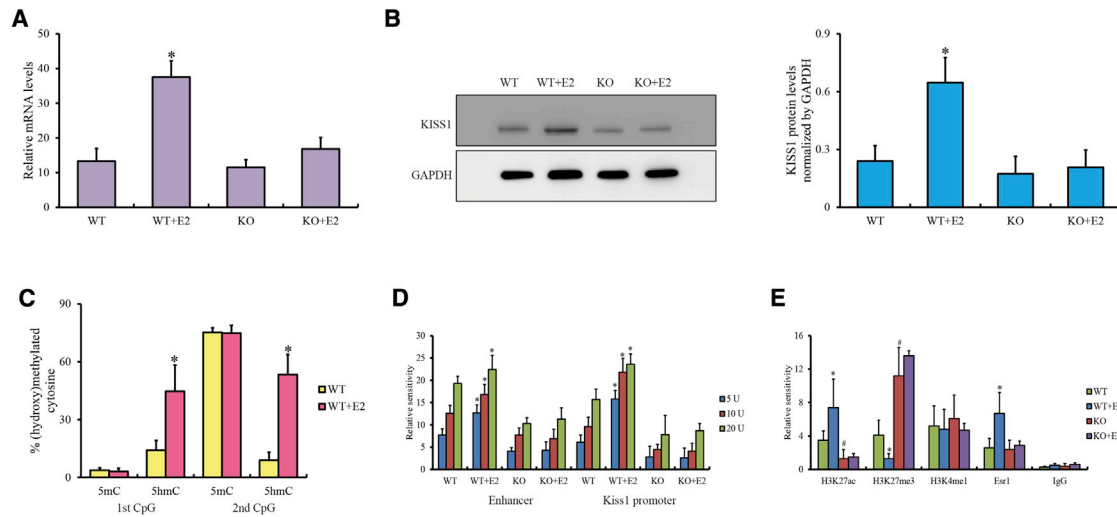 A
Relative mRNA levels
50
40
30
20
10
0
*
WT
WT+E2
KO
KO+E2
B
WT
WT+E2
KO
KO+E2
KISS1
GAPDH
KISS1 protein levels
normalized by GAPDH
0.9
0.6
0.3
0
*
WT
WT+E2
KO
KO+E2
C
% (hydroxy)methylated
cytosine
90
60
30
0
*
*
WT
WT+E2
5mC
5hmC
5mC
5hmC
1st CpG
2nd CpG
D
Relative sensitivity
30
25
20
15
10
5
0
*
*
*
*
*
*
5 U
10 U
20 U
WT
WT+E2
KO
KO+E2
WT
WT+E2
KO
KO+E2
Enhancer
Kiss1 promoter
E
Relative sensitivity
16
12
8
4
0
*
#
*
#
*
WT
WT+E
KO
KO+E
H3K27ac
H3K27me3
H3K4me1
Esr1
IgG